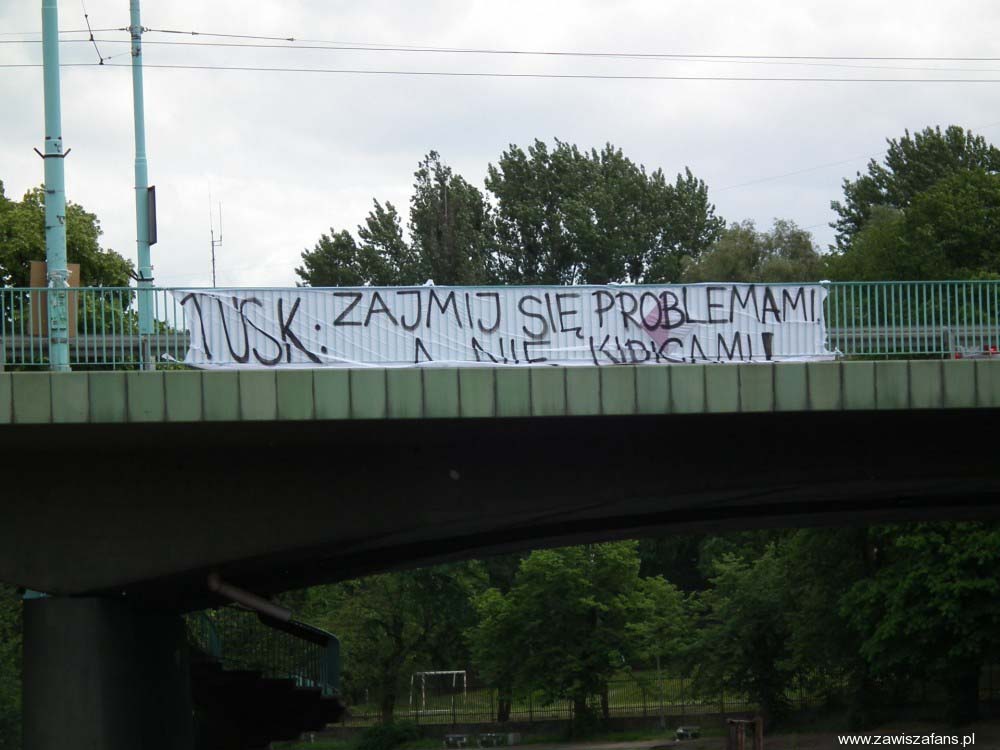 TUSK: ZAJMIJ SIĘ PROBLEMAMI,
A NIE KIBICAMI!
www.zawiszafans.pl